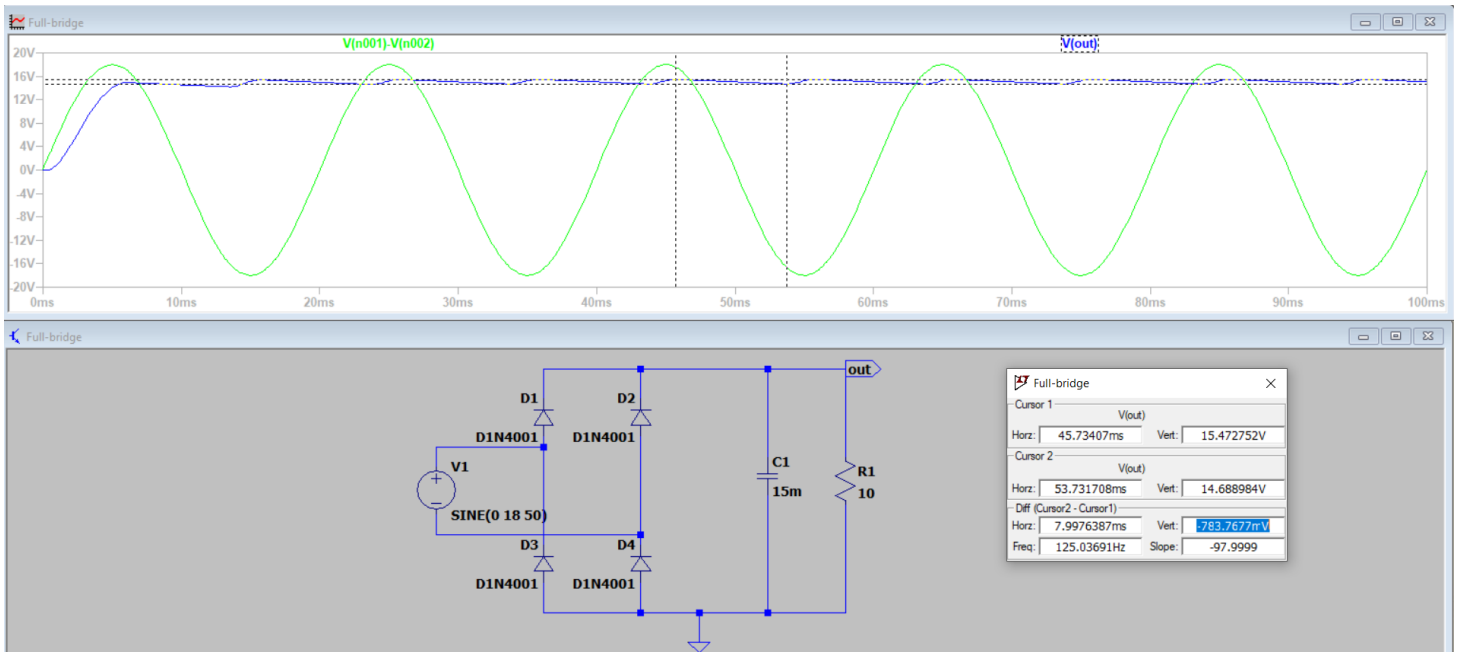 Full-bridge
V(n001)-V(n002) V(out)
20V
16V
12V
8V
4V
0V
-4V
-8V
-12V
-16V
-20V
0ms 10ms 20ms 30ms 40ms 50ms 60ms 70ms 80ms 90ms 100ms
Full-bridge
out
D1 D2
D1N4001 D1N4001
V1
SINE(0 18 50)
C1
15m
R1
10
D3 D4
D1N4001 D1N4001
Full-bridge
Cursor 1
V(out)
Horz: 45.73407ms Vert: 15.472752V
Cursor 2
V(out)
Horz: 53.731708ms Vert: 14.688984V
Diff (Cursor2 - Cursor1)
Horz: 7.9976387ms Vert: -783.7677mV
Freq: 125.03691Hz Slope: -97.9999